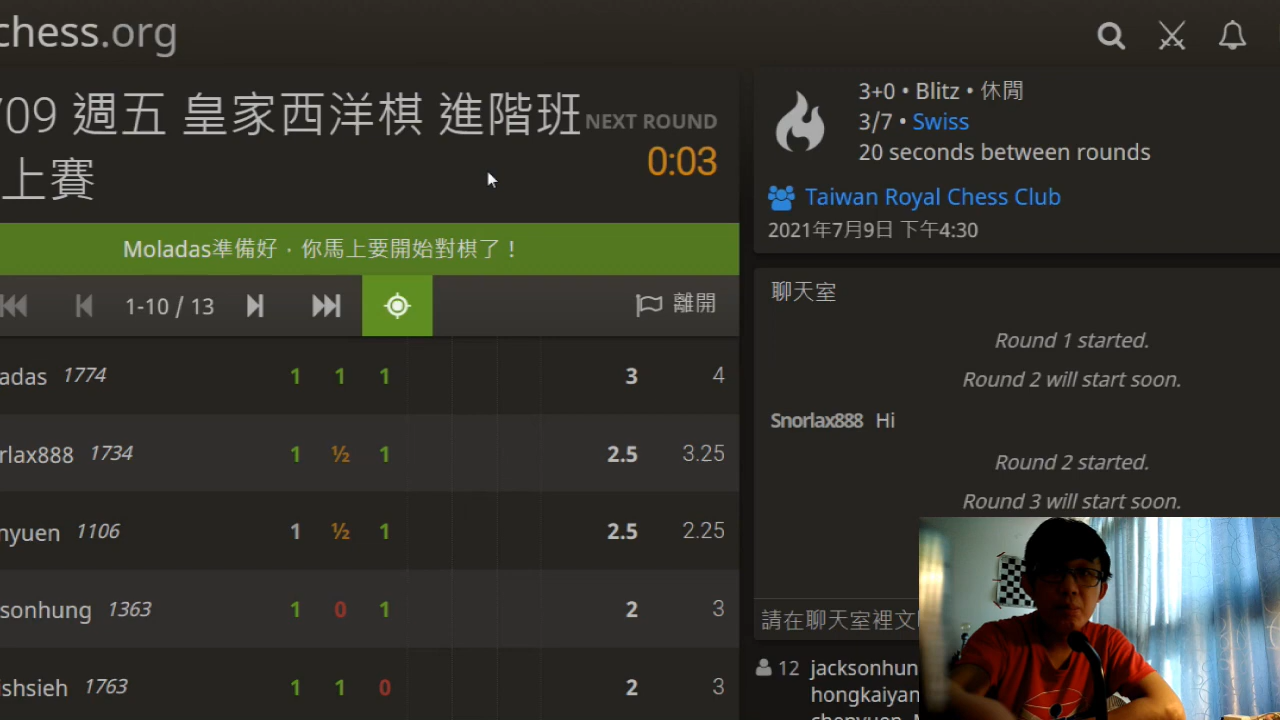 chess.org
/09 週五 皇家西洋棋 進階班
上賽
NEXT ROUND
0:03
Moladas準備好，你馬上要開始對棋了！
1-10 / 13
離開
adas 1774 1 1 1 3 4
rlax888 1734 1 ½ 1 2.5 3.25
nyuen 1106 1 ½ 1 2.5 2.25
sonhung 1363 1 0 1 2 3
shsieh 1763 1 1 0 2 3
3+0 • Blitz • 休閒
3/7 • Swiss
20 seconds between rounds
Taiwan Royal Chess Club
2021年7月9日 下午4:30
聊天室
Round 1 started.
Round 2 will start soon.
Snorlax888 Hi
Round 2 started.
Round 3 will start soon.
請在聊天室裡文
12 jacksonhun
hongkaiyan